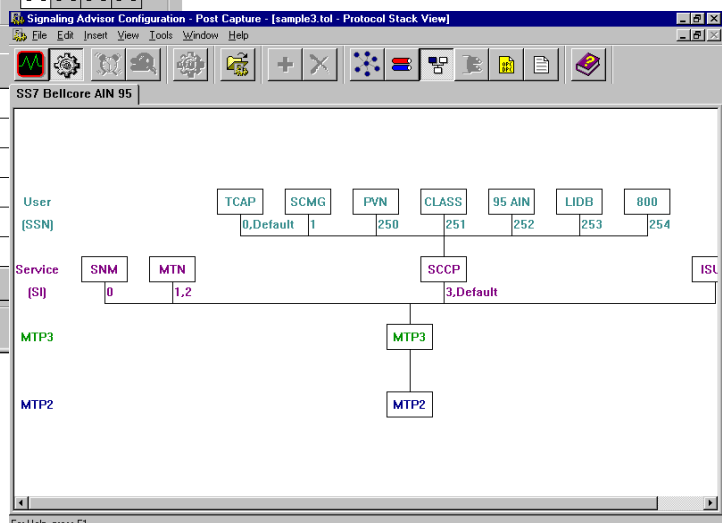 Signaling Advisor Configuration - Post Capture - [sample3.tol - Protocol Stack View]
File Edit Insert View Tools Window Help
SS7 Bellcore AIN 95
User TCAP SCMG PVN CLASS 95 AIN LIDB 800
(SSN) 0,Default 1 250 251 252 253 254
Service SNM MTN SCCP ISU
(SI) 0 1,2 3,Default
MTP3 MTP3
MTP2 MTP2